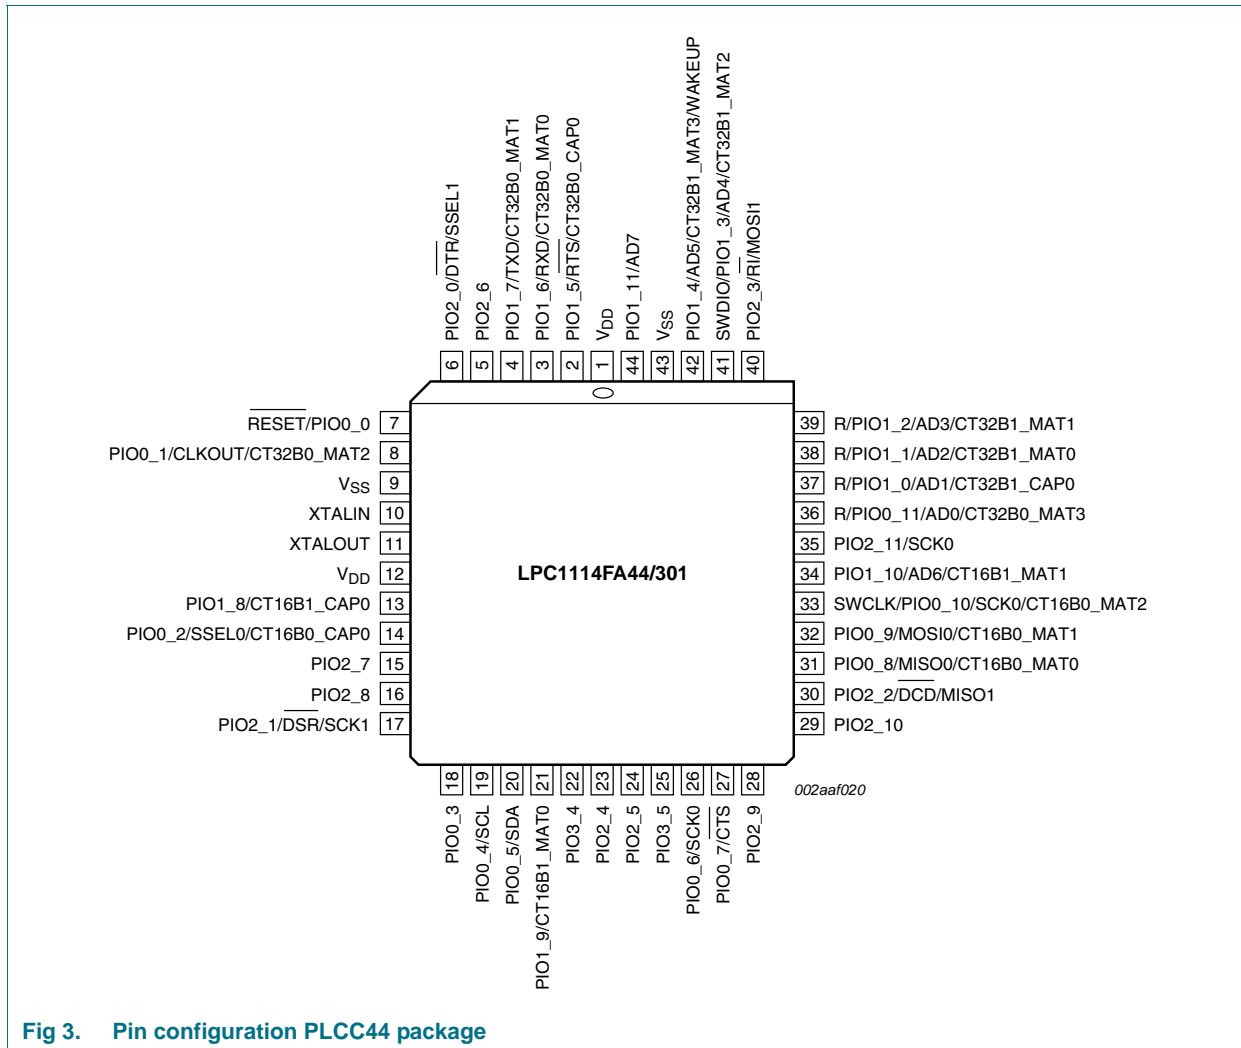 PIO2_0/DTR/SSEL1
PIO2_6
PIO1_7/TXD/CT32B0_MAT1
PIO1_6/RXD/CT32B0_MAT0
PIO1_5/RTS/CT32B0_CAP0
VDD
PIO1_11/AD7
VSS
PIO1_4/AD5/CT32B1_MAT3/WAKEUP
SWDIO/PIO1_3/AD4/CT32B1_MAT2
PIO2_3/RI/MOSI1
6 5 4 3 2 1 44 43 42 41 40
RESET/PIO0_0 7
PIO0_1/CLKOUT/CT32B0_MAT2 8
VSS 9
XTALIN 10
XTALOUT 11
VDD 12
PIO1_8/CT16B1_CAP0 13
PIO0_2/SSEL0/CT16B0_CAP0 14
PIO2_7 15
PIO2_8 16
PIO2_1/DSR/SCK1 17
LPC1114FA44/301
39 R/PIO1_2/AD3/CT32B1_MAT1
38 R/PIO1_1/AD2/CT32B1_MAT0
37 R/PIO1_0/AD1/CT32B1_CAP0
36 R/PIO0_11/AD0/CT32B0_MAT3
35 PIO2_11/SCK0
34 PIO1_10/AD6/CT16B1_MAT1
33 SWCLK/PIO0_10/SCK0/CT16B0_MAT2
32 PIO0_9/MOSI0/CT16B0_MAT1
31 PIO0_8/MISO0/CT16B0_MAT0
30 PIO2_2/DCD/MISO1
29 PIO2_10
18 19 20 21 22 23 24 25 26 27 28
PIO0_3
PIO0_4/SCL
PIO0_5/SDA
PIO1_9/CT16B1_MAT0
PIO3_4
PIO2_4
PIO2_5
PIO3_5
PIO0_6/SCK0
PIO0_7/CTS
PIO2_9
002aaf020
Fig 3. Pin configuration PLCC44 package